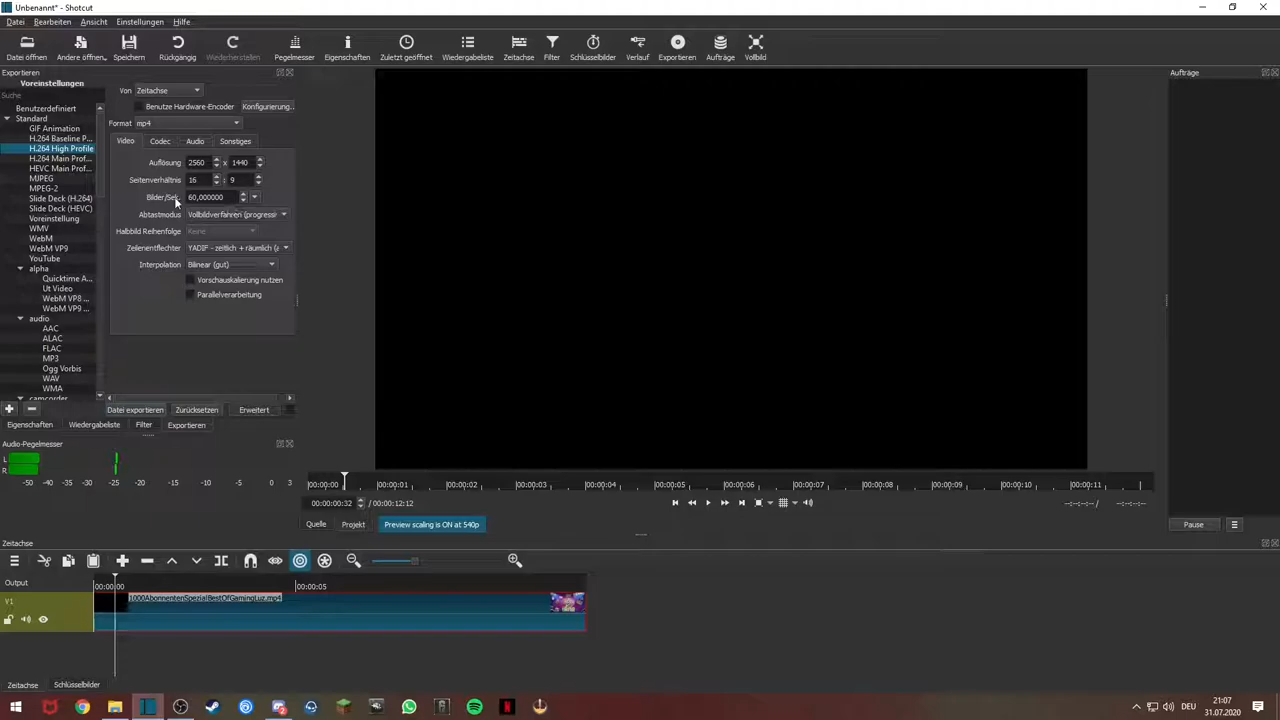 Unbenannt* - Shotcut
Datei Bearbeiten Ansicht Einstellungen Hilfe
Datei öffnen Andere öffnen.. Speichern Rückgängig Wiederherstellen Pegelmesser Eigenschaften Zuletzt geöffnet Wiedergabeliste Zeitachse Filter Schlüsselbilder Verlauf Exportieren Aufträge Vollbild
Exportieren
Voreinstellungen
Suche
Benutzerdefiniert
Standard
GIF Animation
H.264 Baseline P...
H.264 High Profile
H.264 Main Prof...
HEVC Main Prof...
MJPEG
MPEG-2
Slide Deck (H.264)
Slide Deck (HEVC)
Voreinstellung
WMV
WebM
WebM VP9
YouTube
alpha
Quicktime A...
Ut Video
WebM VP8 ...
WebM VP9 ...
audio
AAC
ALAC
FLAC
MP3
Ogg Vorbis
WAV
WMA
camcorder
Von Zeitachse
Benutze Hardware-Encoder Konfigurierung..
Format mp4
Video Codec Audio Sonstiges
Auflösung 2560 x 1440
Seitenverhältnis 16 : 9
Bilder/Sek. 60,000000
Abtastmodus Vollbildverfahren (progressi
Halbbild Reihenfolge Keine
Zeilenentflechter YADIF - zeitlich + räumlich (
Interpolation Bilinear (gut)
Vorschauskalierung nutzen
Parallelverarbeitung
Datei exportieren Zurücksetzen Erweitert
Eigenschaften Wiedergabeliste Filter Exportieren
Audio-Pegelmesser
L
R
-50 -40 -35 -30 -25 -20 -15 -10 -5 0 3
Aufträge
00:00:00 00:00:01 00:00:02 00:00:03 00:00:04 00:00:05 00:00:06 00:00:07 00:00:08 00:00:09 00:00:10 00:00:11
00:00:00:32 / 00:00:12:12 --:--:--:-- / --:--:--:--
Quelle Projekt Preview scaling is ON at 540p
Pause
Zeitachse
Output 00:00:00 00:00:05
V1
1000AbonnentenSpezialBestOfGamingLuz.mp4
Zeitachse Schlüsselbilder
DEU
21:07
31.07.2020